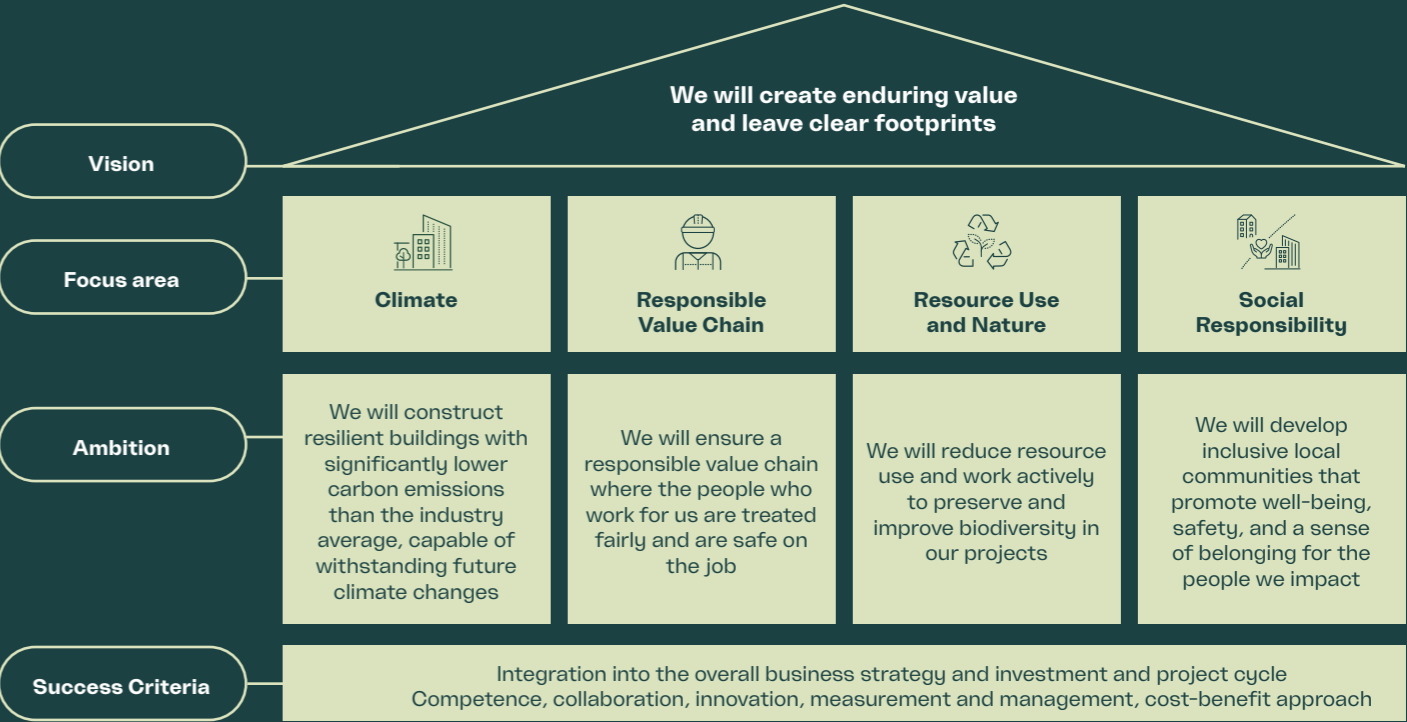 We will create enduring value
and leave clear footprints
Vision
Focus area
Climate
Responsible
Value Chain
Resource Use
and Nature
Social
Responsibility
Ambition
We will construct
resilient buildings with
significantly lower
carbon emissions
than the industry
average, capable of
withstanding future
climate changes
We will ensure a
responsible value chain
where the people who
work for us are treated
fairly and are safe on
the job
We will reduce resource
use and work actively
to preserve and
improve biodiversity in
our projects
We will develop
inclusive local
communities that
promote well-being,
safety, and a sense
of belonging for the
people we impact
Success Criteria
Integration into the overall business strategy and investment and project cycle
Competence, collaboration, innovation, measurement and management, cost-benefit approach